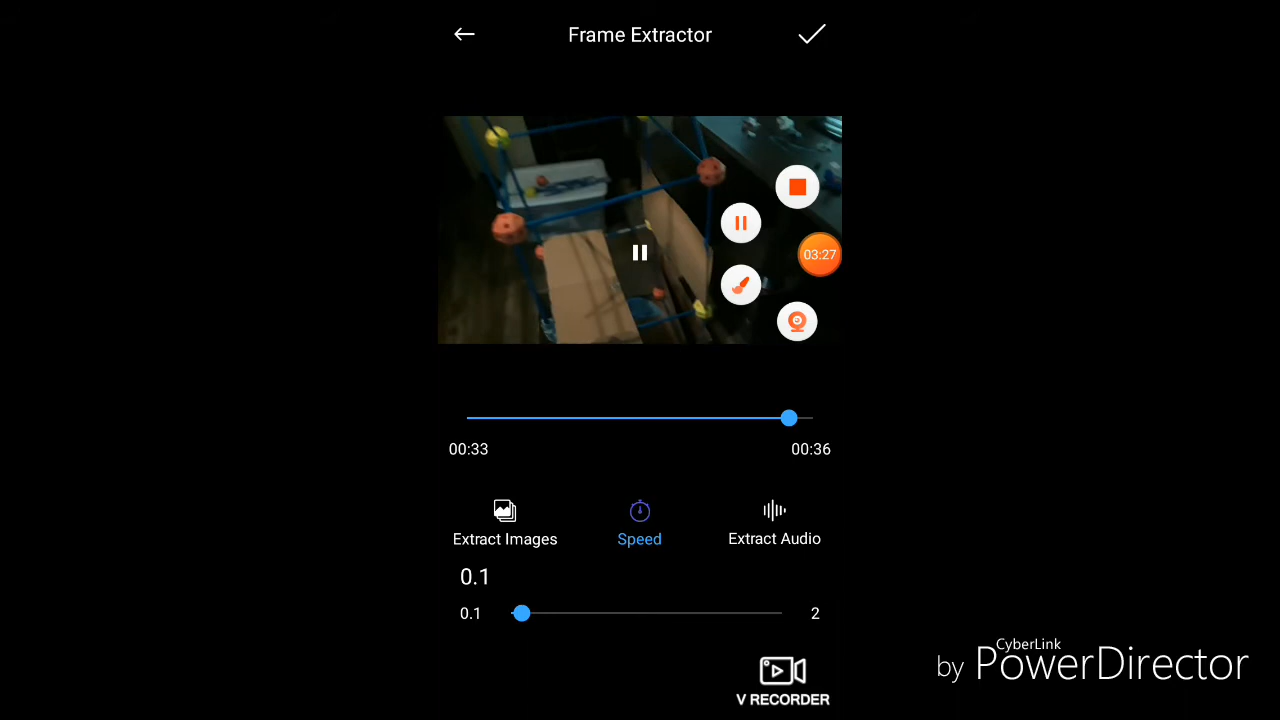 Frame Extractor
03:27
00:33
00:36
Extract Images
Speed
Extract Audio
0.1
0.1
2
V RECORDER
CyberLink
by PowerDirector